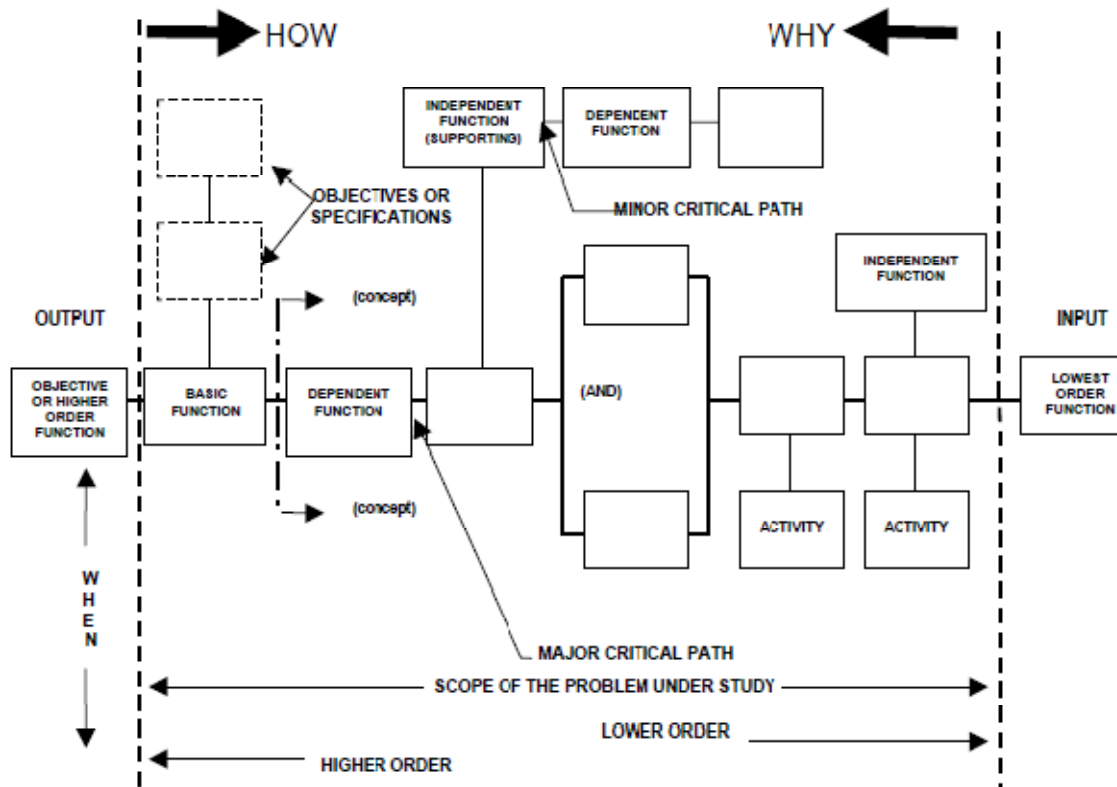 HOW
WHY
INDEPENDENT
FUNCTION
(SUPPORTING)
DEPENDENT
FUNCTION
OBJECTIVES OR
SPECIFICATIONS
MINOR CRITICAL PATH
INDEPENDENT
FUNCTION
(concept)
OUTPUT
INPUT
OBJECTIVE
OR HIGHER
ORDER
FUNCTION
BASIC
FUNCTION
DEPENDENT
FUNCTION
(AND)
LOWEST
ORDER
FUNCTION
(concept)
ACTIVITY
ACTIVITY
W
H
E
N
MAJOR CRITICAL PATH
SCOPE OF THE PROBLEM UNDER STUDY
LOWER ORDER
HIGHER ORDER